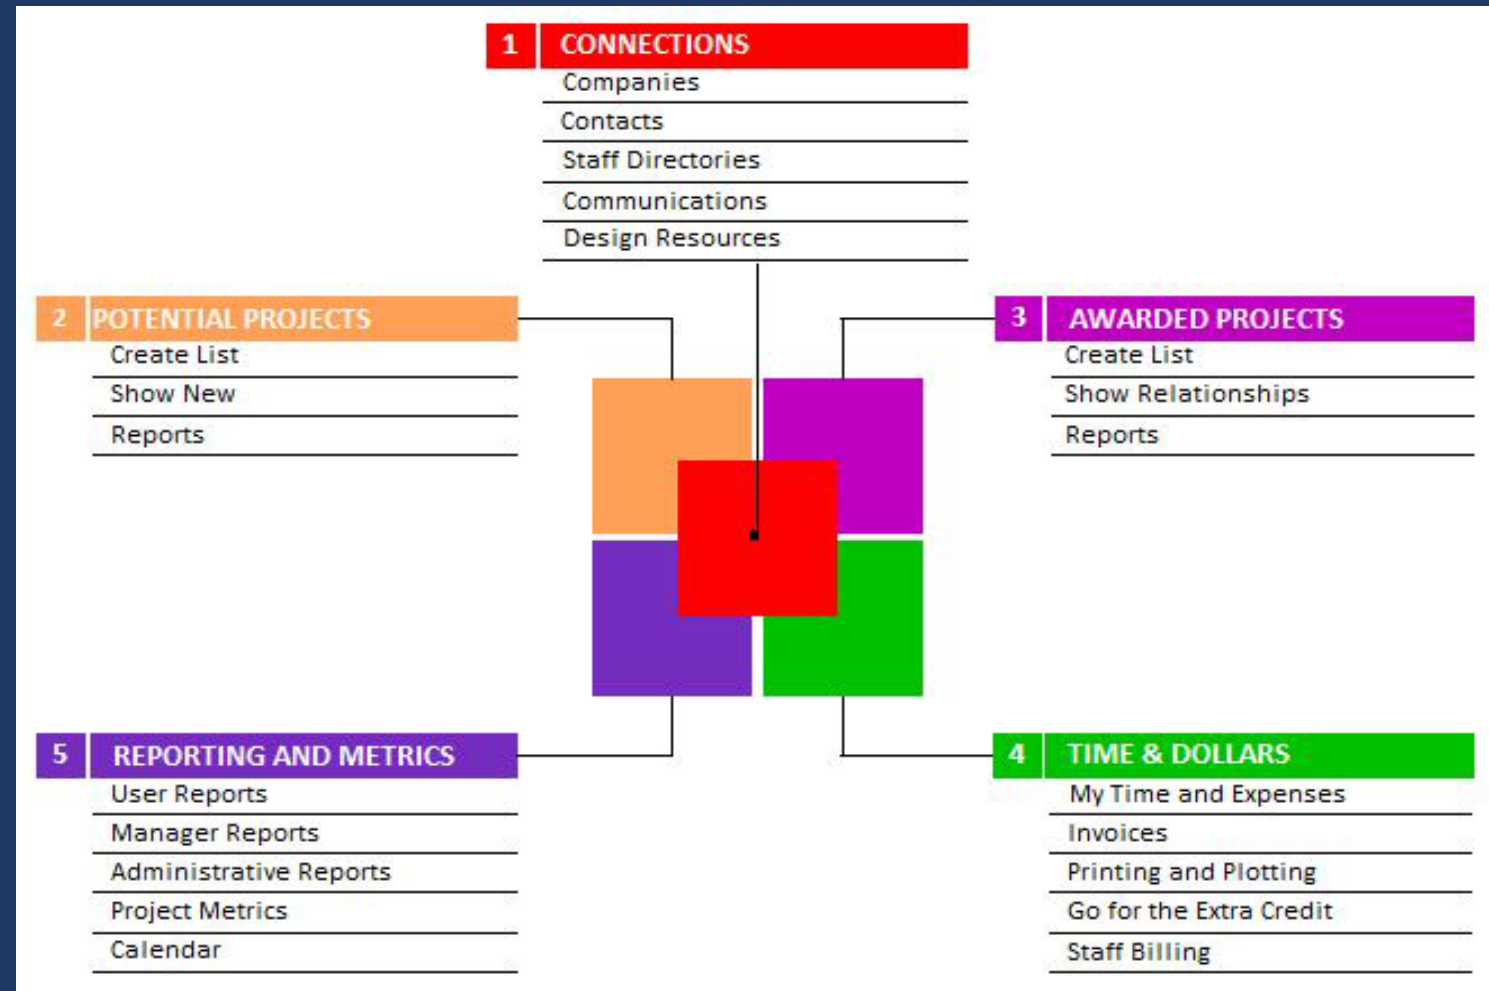 1 CONNECTIONS
Companies
Contacts
Staff Directories
Communications
Design Resources
2 POTENTIAL PROJECTS
Create List
Show New
Reports
3 AWARDED PROJECTS
Create List
Show Relationships
Reports
5 REPORTING AND METRICS
User Reports
Manager Reports
Administrative Reports
Project Metrics
Calendar
4 TIME & DOLLARS
My Time and Expenses
Invoices
Printing and Plotting
Go for the Extra Credit
Staff Billing